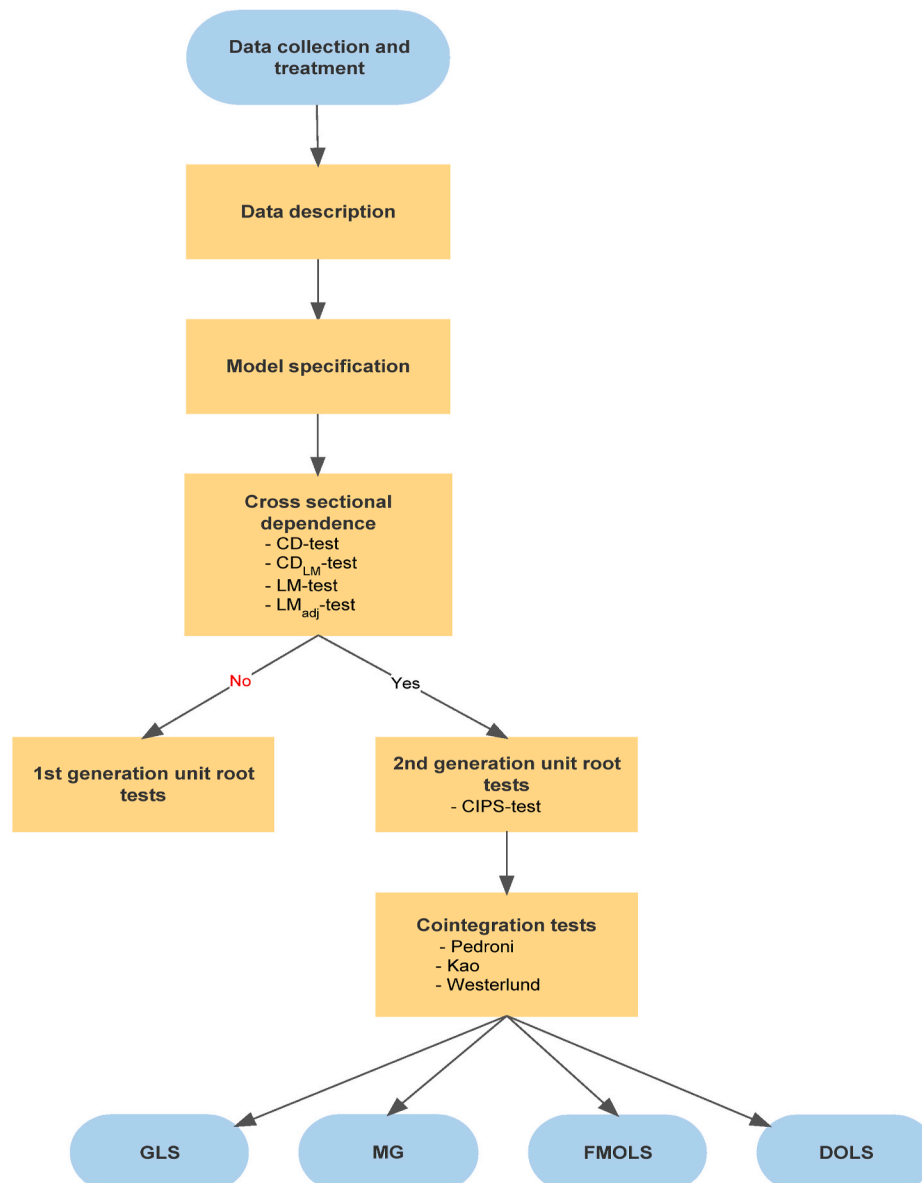 Data collection and
treatment
Data description
Model specification
Cross sectional
dependence
- CD-test
- CD_LM-test
- LM-test
- LM_adj-test
No
Yes
1st generation unit root
tests
2nd generation unit root
tests
- CIPS-test
Cointegration tests
- Pedroni
- Kao
- Westerlund
GLS
MG
FMOLS
DOLS